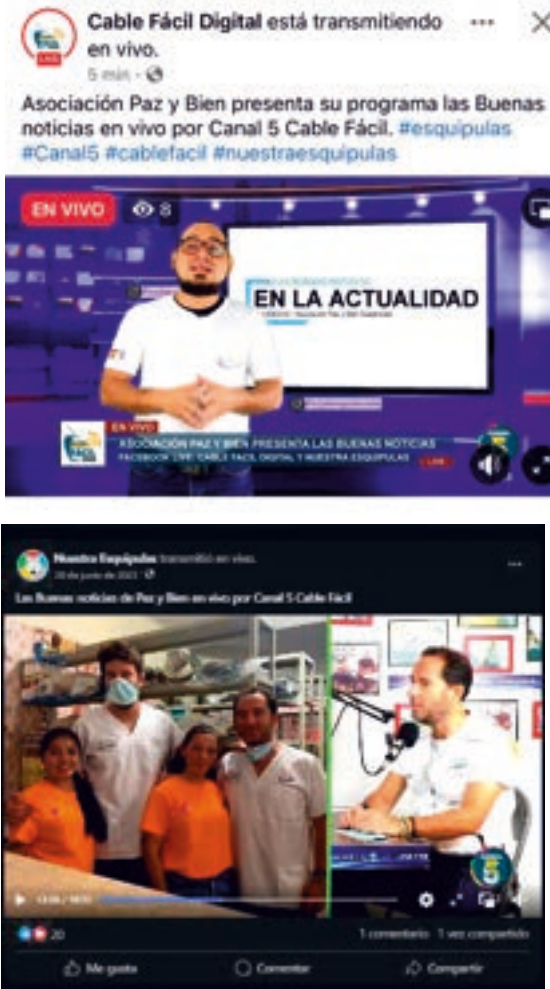 Cable Fácil Digital está transmitiendo
en vivo.
5 min
Asociación Paz y Bien presenta su programa las Buenas
noticias en vivo por Canal 5 Cable Fácil. #esquipulas
#Canal5 #cablefacil #nuestraesquipulas
EN VIVO 8
EN LA ACTUALIDAD
EN VIVO
ASOCIACIÓN PAZ Y BIEN PRESENTA LAS BUENAS NOTICIAS
FACEBOOK LIVE: CABLE FACIL DIGITAL Y NUESTRA ESQUIPULAS
LIVE
Nuestra Esquipulas transmitió en vivo.
de junio de
Las Buenas noticias de Paz y Bien en vivo por Canal 5 Cable Fácil
5
20
1 comentario 1 vez compartido
Me gusta Comentar Compartir